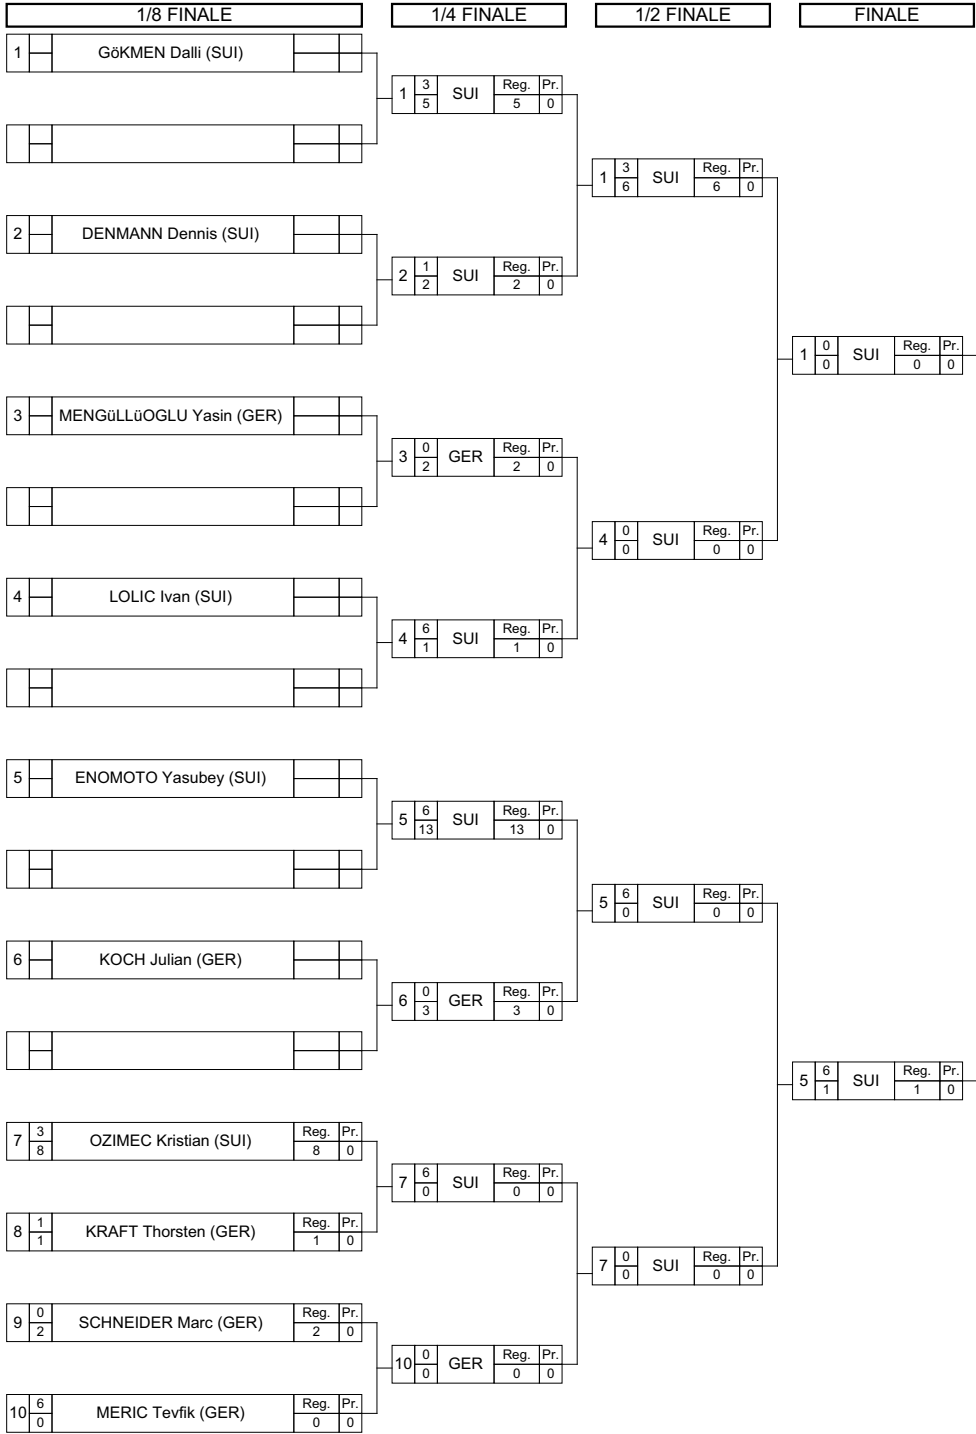 1/8 FINALE 1/4 FINALE 1/2 FINALE FINALE
1 GöKMEN Dalli (SUI)
1 3 5 SUI Reg. 5 Pr. 0
1 3 6 SUI Reg. 6 Pr. 0
2 DENMANN Dennis (SUI)
2 1 2 SUI Reg. 2 Pr. 0
1 0 0 SUI Reg. 0 Pr. 0
3 MENGüLLüOGLU Yasin (GER)
3 0 2 GER Reg. 2 Pr. 0
4 0 0 SUI Reg. 0 Pr. 0
4 LOLIC Ivan (SUI)
4 6 1 SUI Reg. 1 Pr. 0
5 ENOMOTO Yasubey (SUI)
5 6 13 SUI Reg. 13 Pr. 0
5 6 0 SUI Reg. 0 Pr. 0
6 KOCH Julian (GER)
6 0 3 GER Reg. 3 Pr. 0
5 6 1 SUI Reg. 1 Pr. 0
7 3 8 OZIMEC Kristian (SUI) Reg. 8 Pr. 0
7 6 0 SUI Reg. 0 Pr. 0
8 1 1 KRAFT Thorsten (GER) Reg. 1 Pr. 0
7 0 0 SUI Reg. 0 Pr. 0
9 0 2 SCHNEIDER Marc (GER) Reg. 2 Pr. 0
10 0 0 GER Reg. 0 Pr. 0
10 6 0 MERIC Tevfik (GER) Reg. 0 Pr. 0